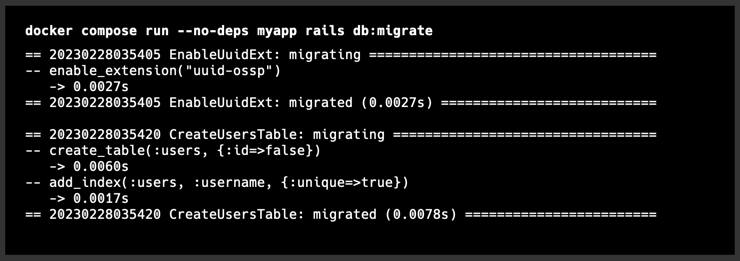 docker compose run --no-deps myapp rails db:migrate
== 20230228035405 EnableUuidExt: migrating ====================================
-- enable_extension("uuid-ossp")
   -> 0.0027s
== 20230228035405 EnableUuidExt: migrated (0.0027s) ===========================

== 20230228035420 CreateUsersTable: migrating =================================
-- create_table(:users, {:id=>false})
   -> 0.0060s
-- add_index(:users, :username, {:unique=>true})
   -> 0.0017s
== 20230228035420 CreateUsersTable: migrated (0.0078s) ========================